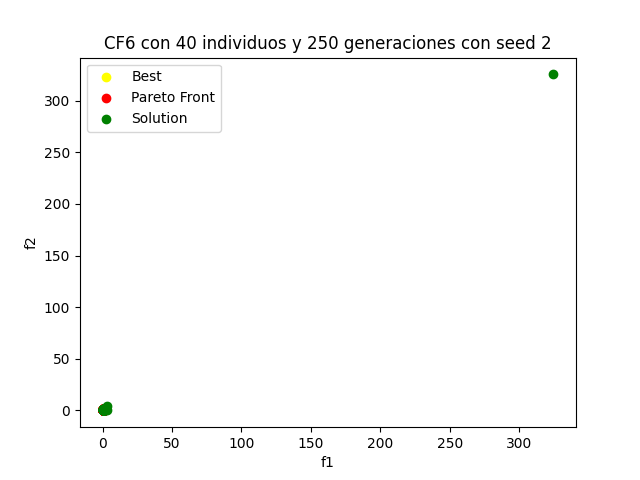 CF6 con 40 individuos y 250 generaciones con seed 2
Best
Pareto Front
Solution
300
250
200
150
100
50
0
f2
0 50 100 150 200 250 300
f1